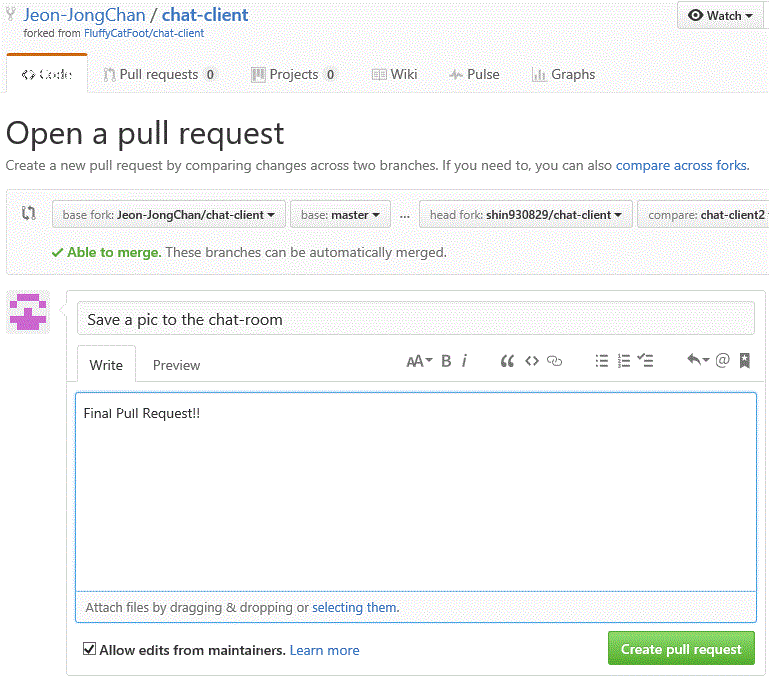 Jeon-JongChan / chat-client
Watch
forked from FluffyCatFoot/chat-client
Code Pull requests 0 Projects 0 Wiki Pulse Graphs
Open a pull request
Create a new pull request by comparing changes across two branches. If you need to, you can also compare across forks.
base fork: Jeon-JongChan/chat-client base: master ... head fork: shin930829/chat-client compare: chat-client2
Able to merge. These branches can be automatically merged.
Save a pic to the chat-room
Write Preview AA B i “ <> @
Final Pull Request!!
Attach files by dragging & dropping or selecting them.
Allow edits from maintainers. Learn more Create pull request